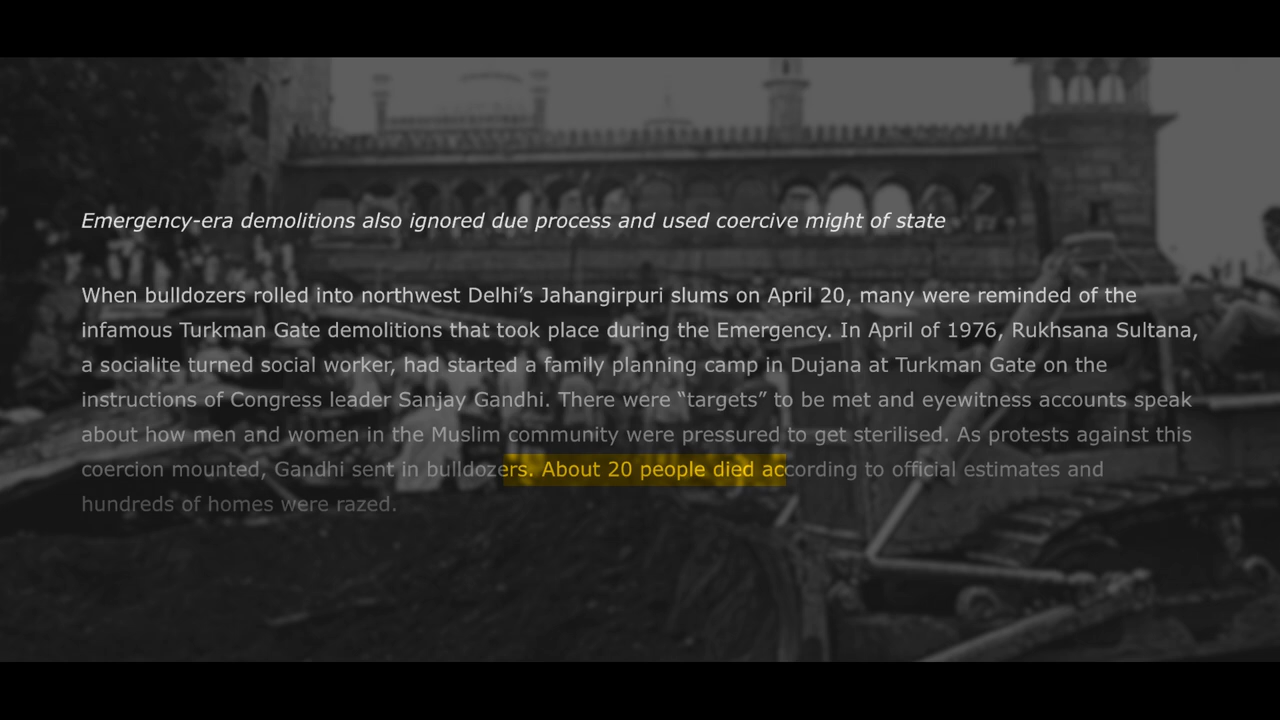 Emergency-era demolitions also ignored due process and used coercive might of state
When bulldozers rolled into northwest Delhi’s Jahangirpuri slums on April 20, many were reminded of the
infamous Turkman Gate demolitions that took place during the Emergency. In April of 1976, Rukhsana Sultana,
a socialite turned social worker, had started a family planning camp in Dujana at Turkman Gate on the
instructions of Congress leader Sanjay Gandhi. There were “targets” to be met and eyewitness accounts speak
about how men and women in the Muslim community were pressured to get sterilised. As protests against this
coercion mounted, Gandhi sent in bulldozers. About 20 people died according to official estimates and
hundreds of homes were razed.